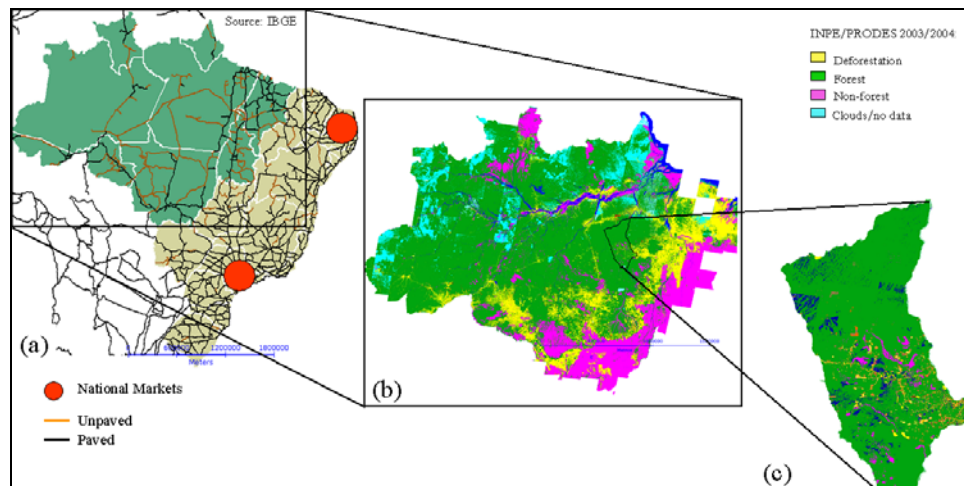 Source: IBGE
(a)
1200000 1800000
Meters
National Markets
Unpaved
Paved
(b)
INPE/PRODES 2003/2004:
Deforestation
Forest
Non-forest
Clouds/no data
(c)